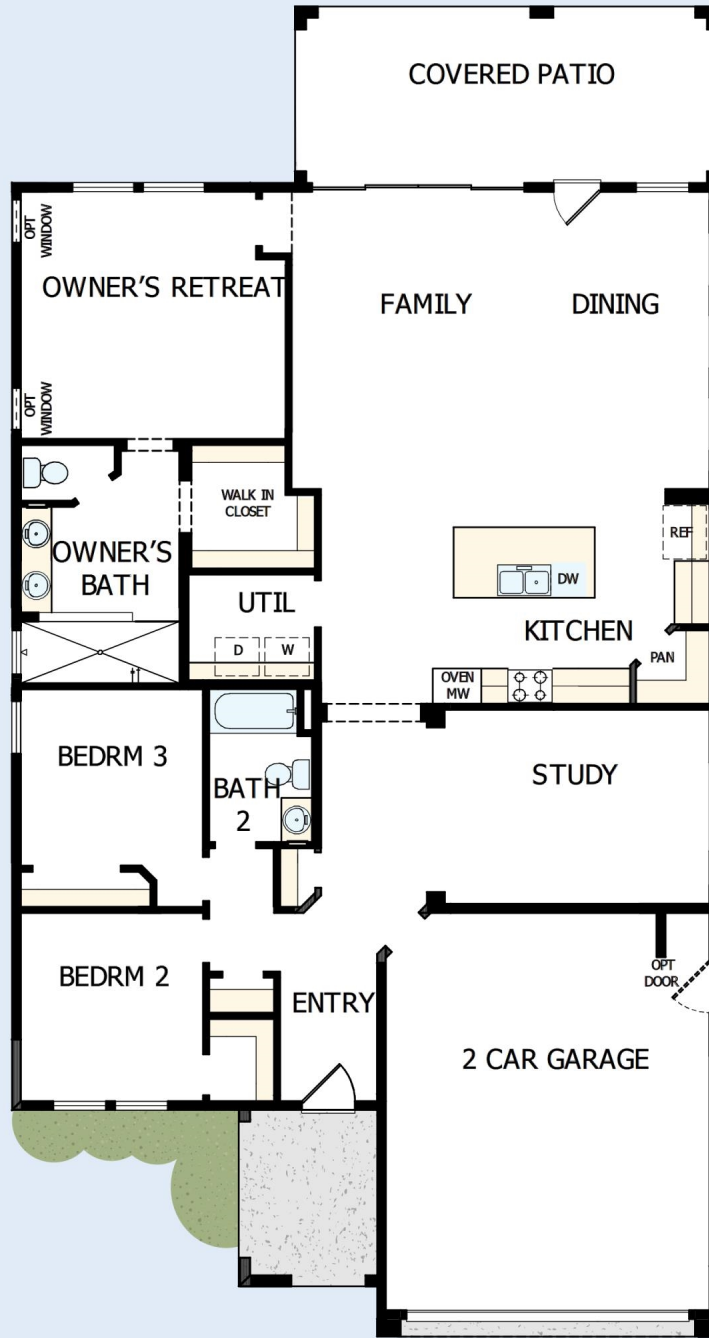 COVERED PATIO
OPT
WINDOW
OWNER'S RETREAT
FAMILY
DINING
OPT
WINDOW
WALK IN
CLOSET
REF
OWNER'S
BATH
DW
UTIL
KITCHEN
D
W
PAN
OVEN
MW
BEDRM 3
STUDY
BATH
2
BEDRM 2
OPT
DOOR
ENTRY
2 CAR GARAGE